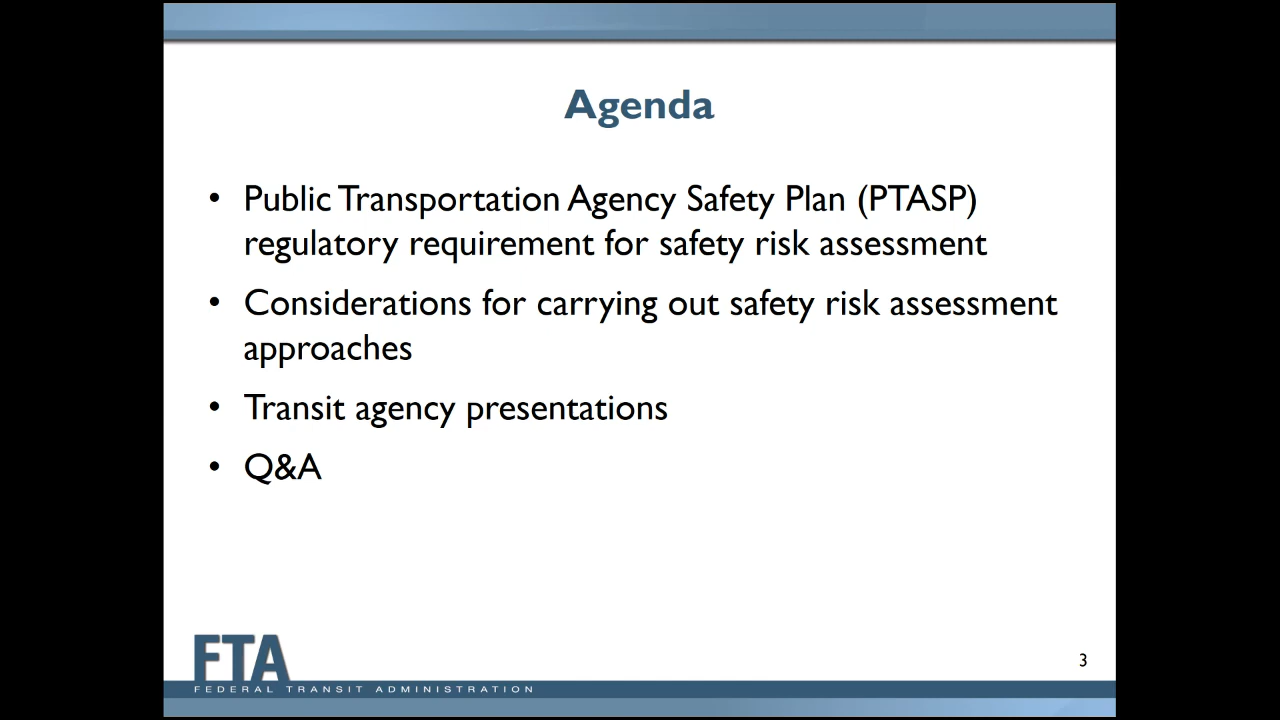 Agenda
• Public Transportation Agency Safety Plan (PTASP)
regulatory requirement for safety risk assessment
• Considerations for carrying out safety risk assessment
approaches
• Transit agency presentations
• Q&A
3
FTA
FEDERAL TRANSIT ADMINISTRATION